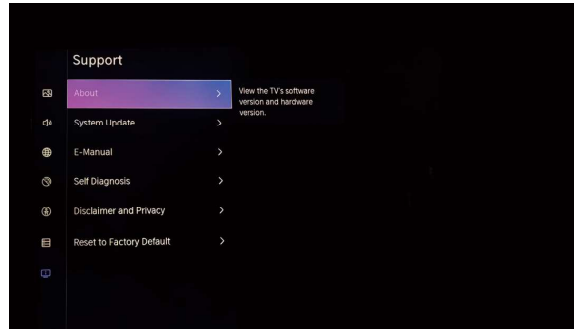 Support
About
View the TV's software
version and hardware
version.
System Update
E-Manual
Self Diagnosis
Disclaimer and Privacy
Reset to Factory Default